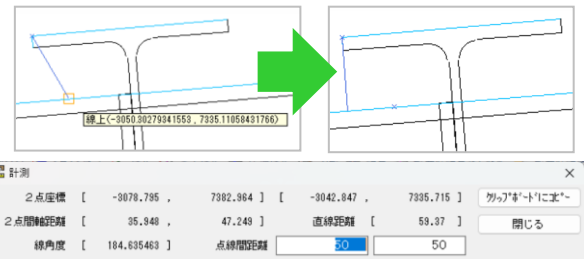 線上(-3050.30279341553 , 7335.11058431766)
計測
2点座標 [ -3078.795 , 7382.964 ] [ -3042.847 , 7335.715 ] クリップボードにコピー
2点間軸距離 [ 35.948 , 47.249 ] 直線距離 [ 59.37 ] 閉じる
線角度 [ 184.635463 ] 点線間距離 50 50